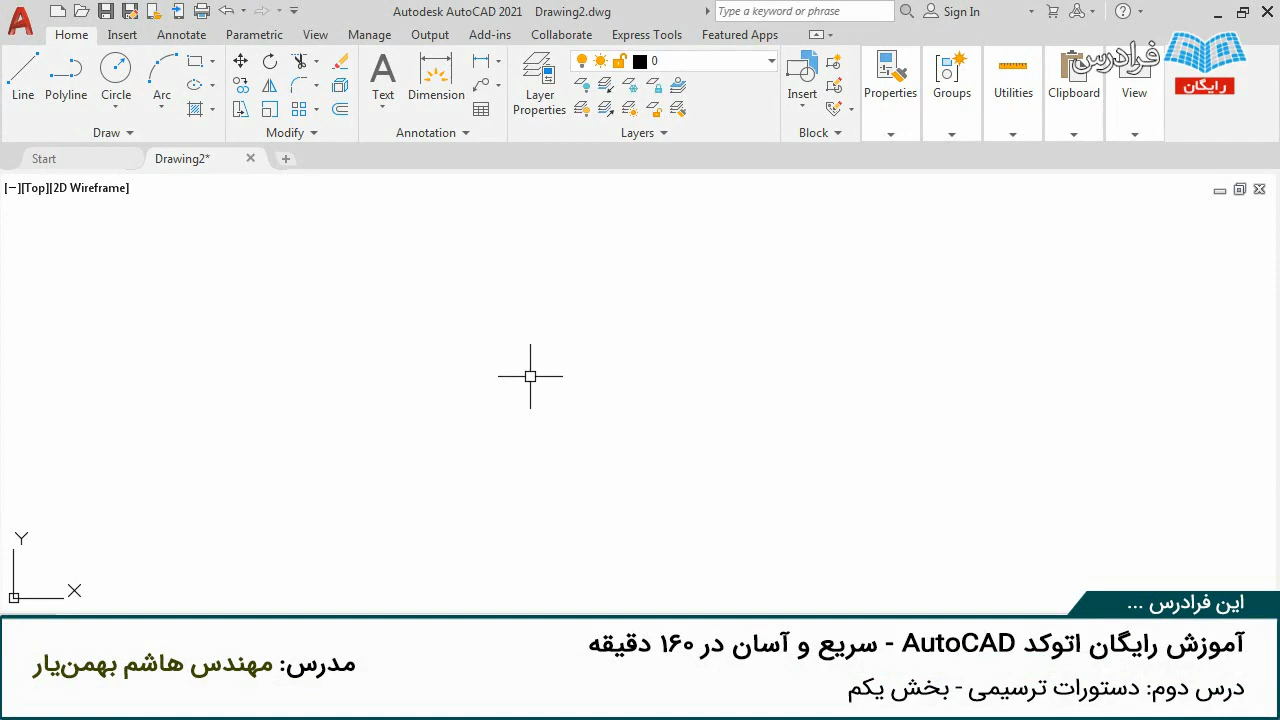 Autodesk AutoCAD 2021 Drawing2.dwg
Type a keyword or phrase
Sign In
Home Insert Annotate Parametric View Manage Output Add-ins Collaborate Express Tools Featured Apps
فرادرس
رایگان
0
Line Polyline Circle Arc
Text Dimension
Layer
Properties
Insert
Properties Groups Utilities Clipboard View
Draw Modify Annotation Layers Block
Start Drawing2*
[−][Top][2D Wireframe]
Y
X
این فرادرس ...
آموزش رایگان اتوکد AutoCAD - سریع و آسان در ۱۶۰ دقیقه
درس دوم: دستورات ترسیمی - بخش یکم
مدرس: مهندس هاشم بهمن‌یار